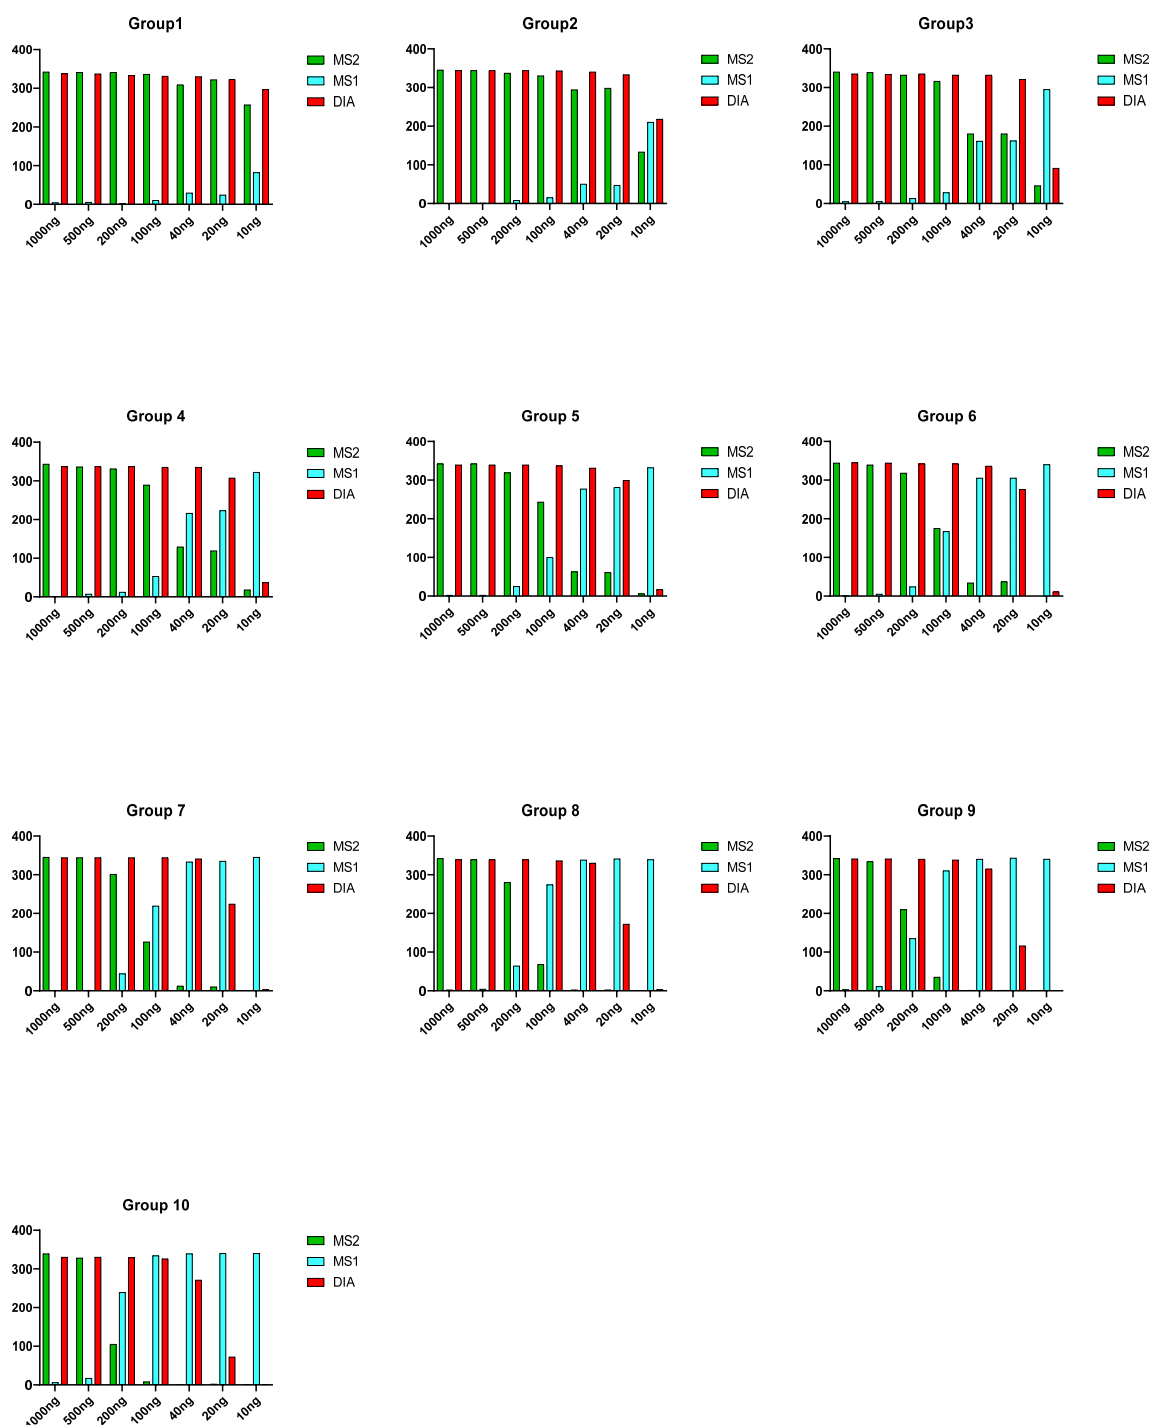 Group1
400
300
200
100
0
1000ng
500ng
200ng
100ng
40ng
20ng
10ng
MS2
MS1
DIA
Group2
400
300
200
100
0
1000ng
500ng
200ng
100ng
40ng
20ng
10ng
MS2
MS1
DIA
Group3
400
300
200
100
0
1000ng
500ng
200ng
100ng
40ng
20ng
10ng
MS2
MS1
DIA
Group 4
400
300
200
100
0
1000ng
500ng
200ng
100ng
40ng
20ng
10ng
MS2
MS1
DIA
Group 5
400
300
200
100
0
1000ng
500ng
200ng
100ng
40ng
20ng
10ng
MS2
MS1
DIA
Group 6
400
300
200
100
0
1000ng
500ng
200ng
100ng
40ng
20ng
10ng
MS2
MS1
DIA
Group 7
400
300
200
100
0
1000ng
500ng
200ng
100ng
40ng
20ng
10ng
MS2
MS1
DIA
Group 8
400
300
200
100
0
1000ng
500ng
200ng
100ng
40ng
20ng
10ng
MS2
MS1
DIA
Group 9
400
300
200
100
0
1000ng
500ng
200ng
100ng
40ng
20ng
10ng
MS2
MS1
DIA
Group 10
400
300
200
100
0
1000ng
500ng
200ng
100ng
40ng
20ng
10ng
MS2
MS1
DIA